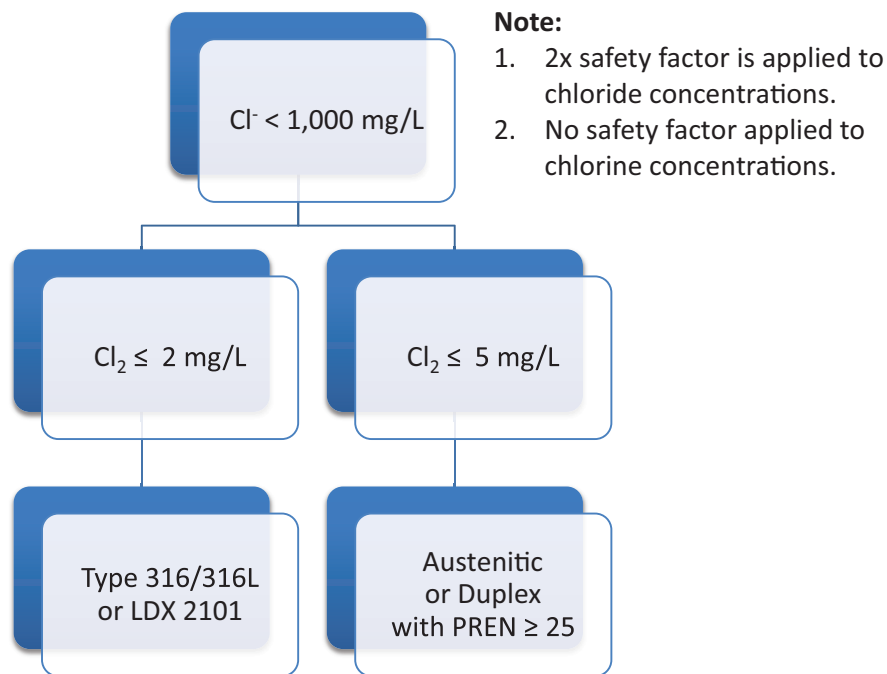 Note:
1. 2x safety factor is applied to
chloride concentrations.
2. No safety factor applied to
chlorine concentrations.
Cl⁻ < 1,000 mg/L
Cl₂ ≤ 2 mg/L
Cl₂ ≤ 5 mg/L
Type 316/316L
or LDX 2101
Austenitic
or Duplex
with PREN ≥ 25